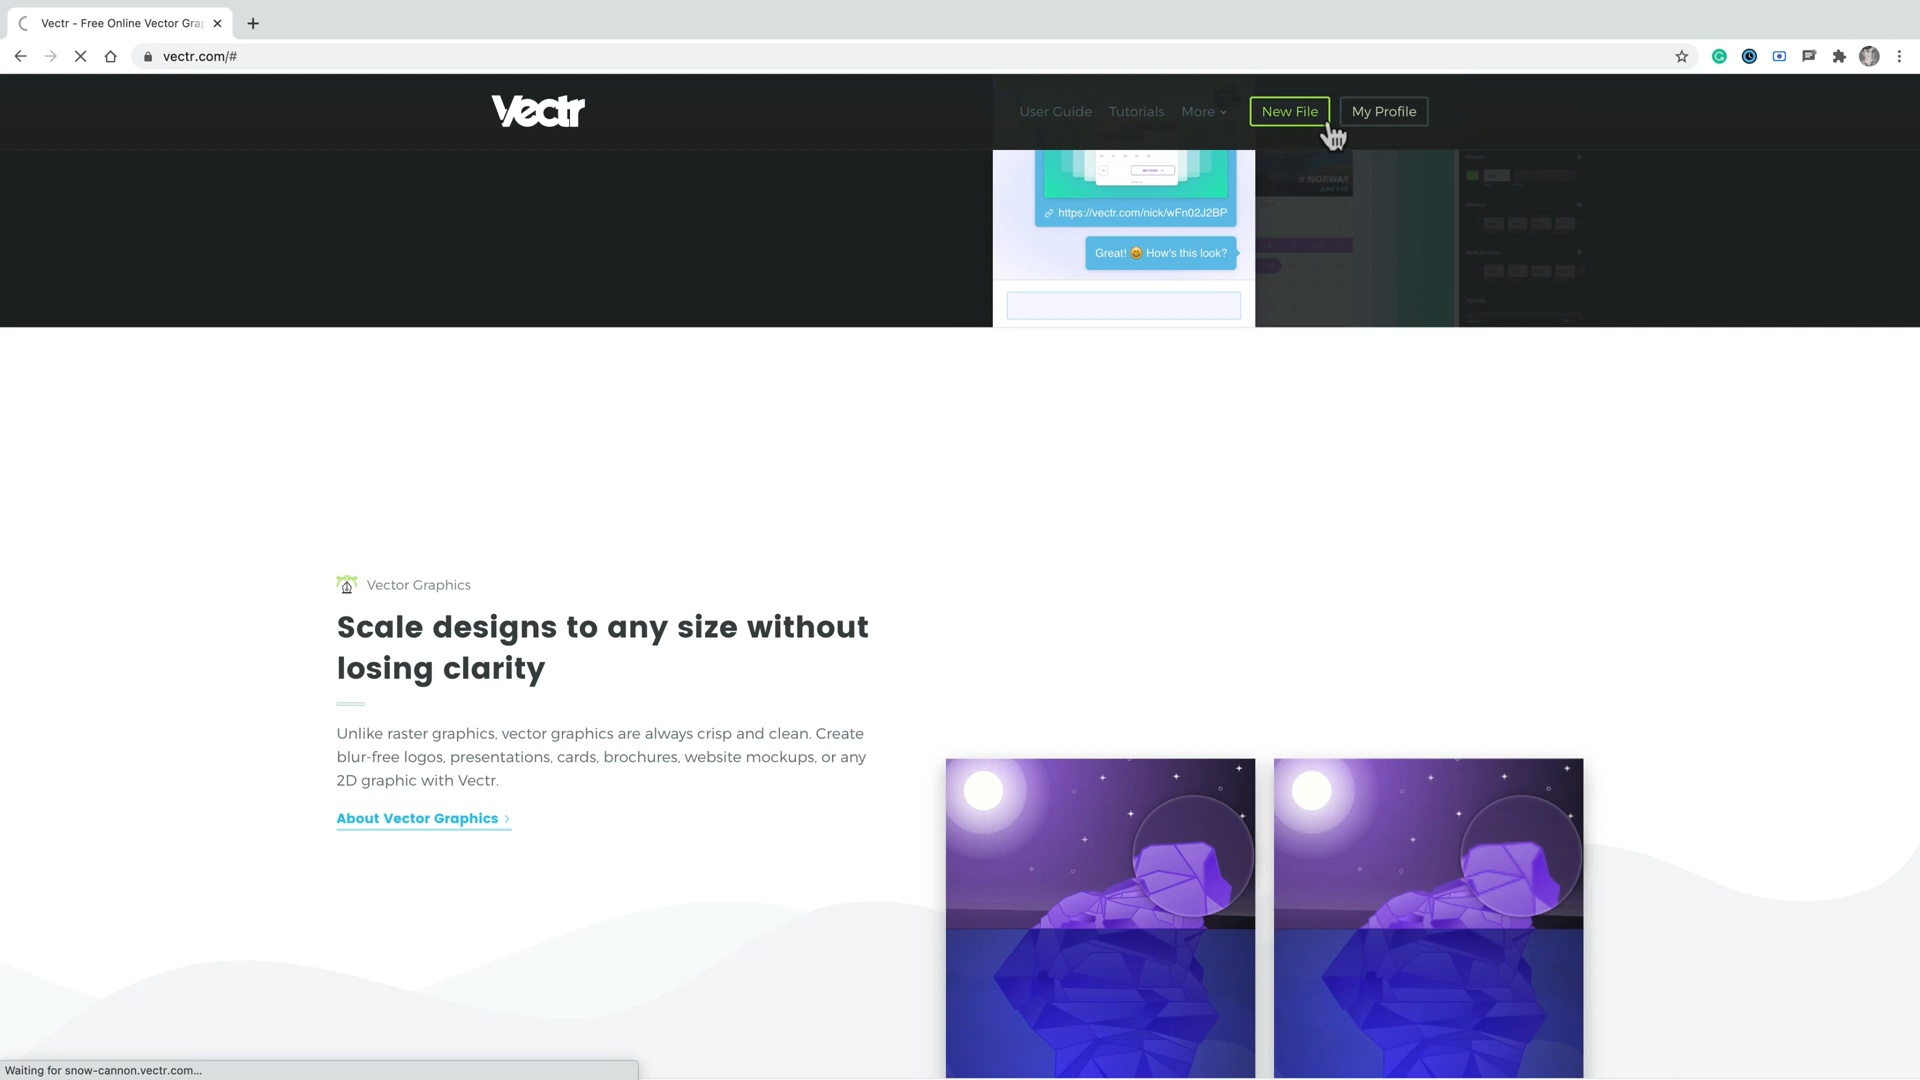 Vectr - Free Online Vector Gra
vectr.com/#
Vectr
User Guide
Tutorials
More
New File
My Profile
NORWAY
https://vectr.com/nick/wFn02J2BP
Great! 😀 How's this look?
Vector Graphics
Scale designs to any size without
losing clarity
Unlike raster graphics, vector graphics are always crisp and clean. Create
blur-free logos, presentations, cards, brochures, website mockups, or any
2D graphic with Vectr.
About Vector Graphics
Waiting for snow-cannon.vectr.com...